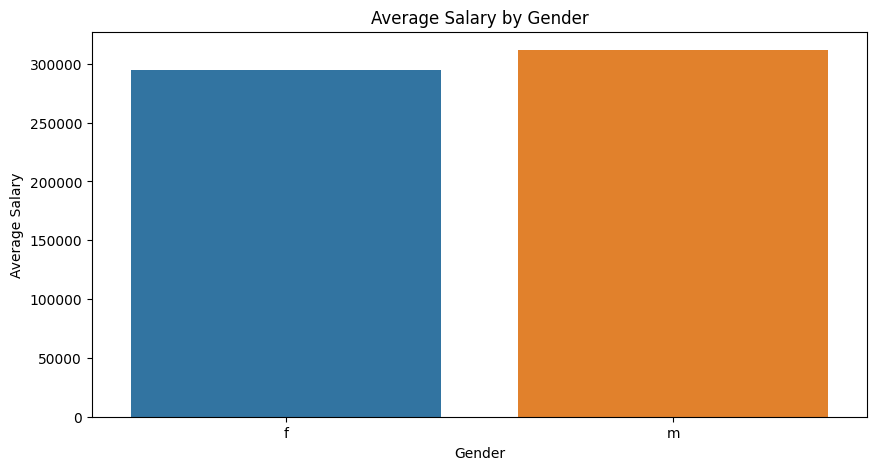 Average Salary by Gender
300000
250000
200000
150000
100000
50000
0
Average Salary
f m
Gender